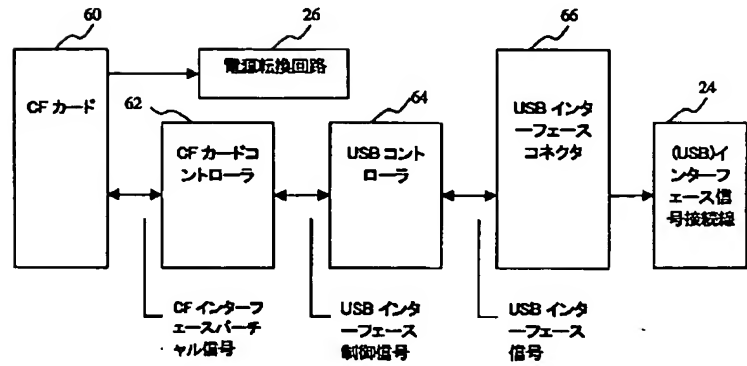 60
26
66
CF カード
電源転換回路
62
64
24
CF カードコ
ントローラ
USB コント
ローラ
USB インタ
ーフェース
コネクタ
(USB)イ
ンターフ
ェース信
号接続線
CF インターフ
ェースバーチ
ャル信号
USB インタ
ーフェース
制御信号
USB インタ
ーフェース
信号